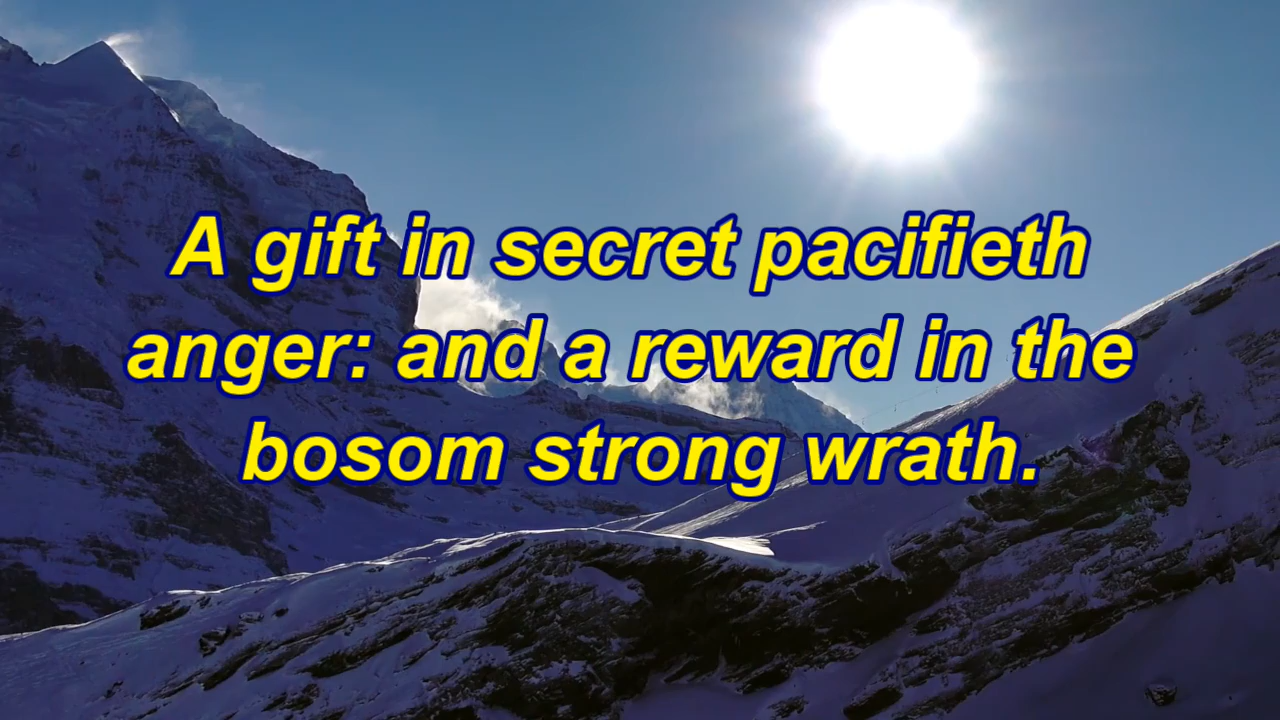 A gift in secret pacifieth
anger: and a reward in the
bosom strong wrath.